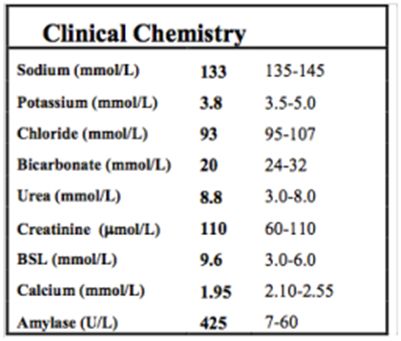 Clinical Chemistry
Sodium (mmol/L) 133 135-145
Potassium (mmol/L) 3.8 3.5-5.0
Chloride (mmol/L) 93 95-107
Bicarbonate (mmol/L) 20 24-32
Urea (mmol/L) 8.8 3.0-8.0
Creatinine (µmol/L) 110 60-110
BSL (mmol/L) 9.6 3.0-6.0
Calcium (mmol/L) 1.95 2.10-2.55
Amylase (U/L) 425 7-60